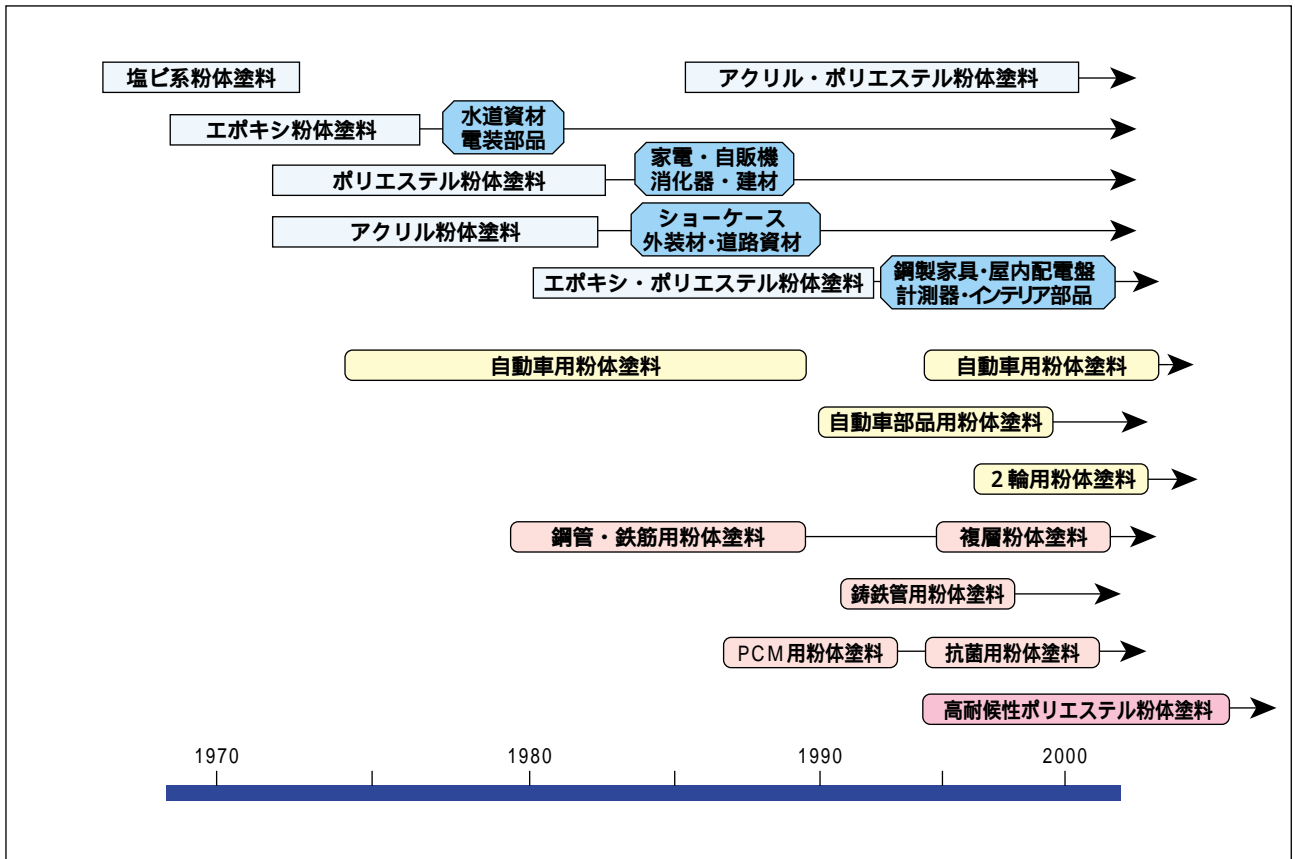 塩ビ系粉体塗料
アクリル・ポリエステル粉体塗料
エポキシ粉体塗料
水道資材
電装部品
ポリエステル粉体塗料
家電・自販機
消化器・建材
アクリル粉体塗料
ショーケース
外装材・道路資材
エポキシ・ポリエステル粉体塗料
鋼製家具・屋内配電盤
計測器・インテリア部品
自動車用粉体塗料
自動車用粉体塗料
自動車部品用粉体塗料
2輪用粉体塗料
鋼管・鉄筋用粉体塗料
複層粉体塗料
鋳鉄管用粉体塗料
PCM用粉体塗料
抗菌用粉体塗料
高耐候性ポリエステル粉体塗料
1970 1980 1990 2000